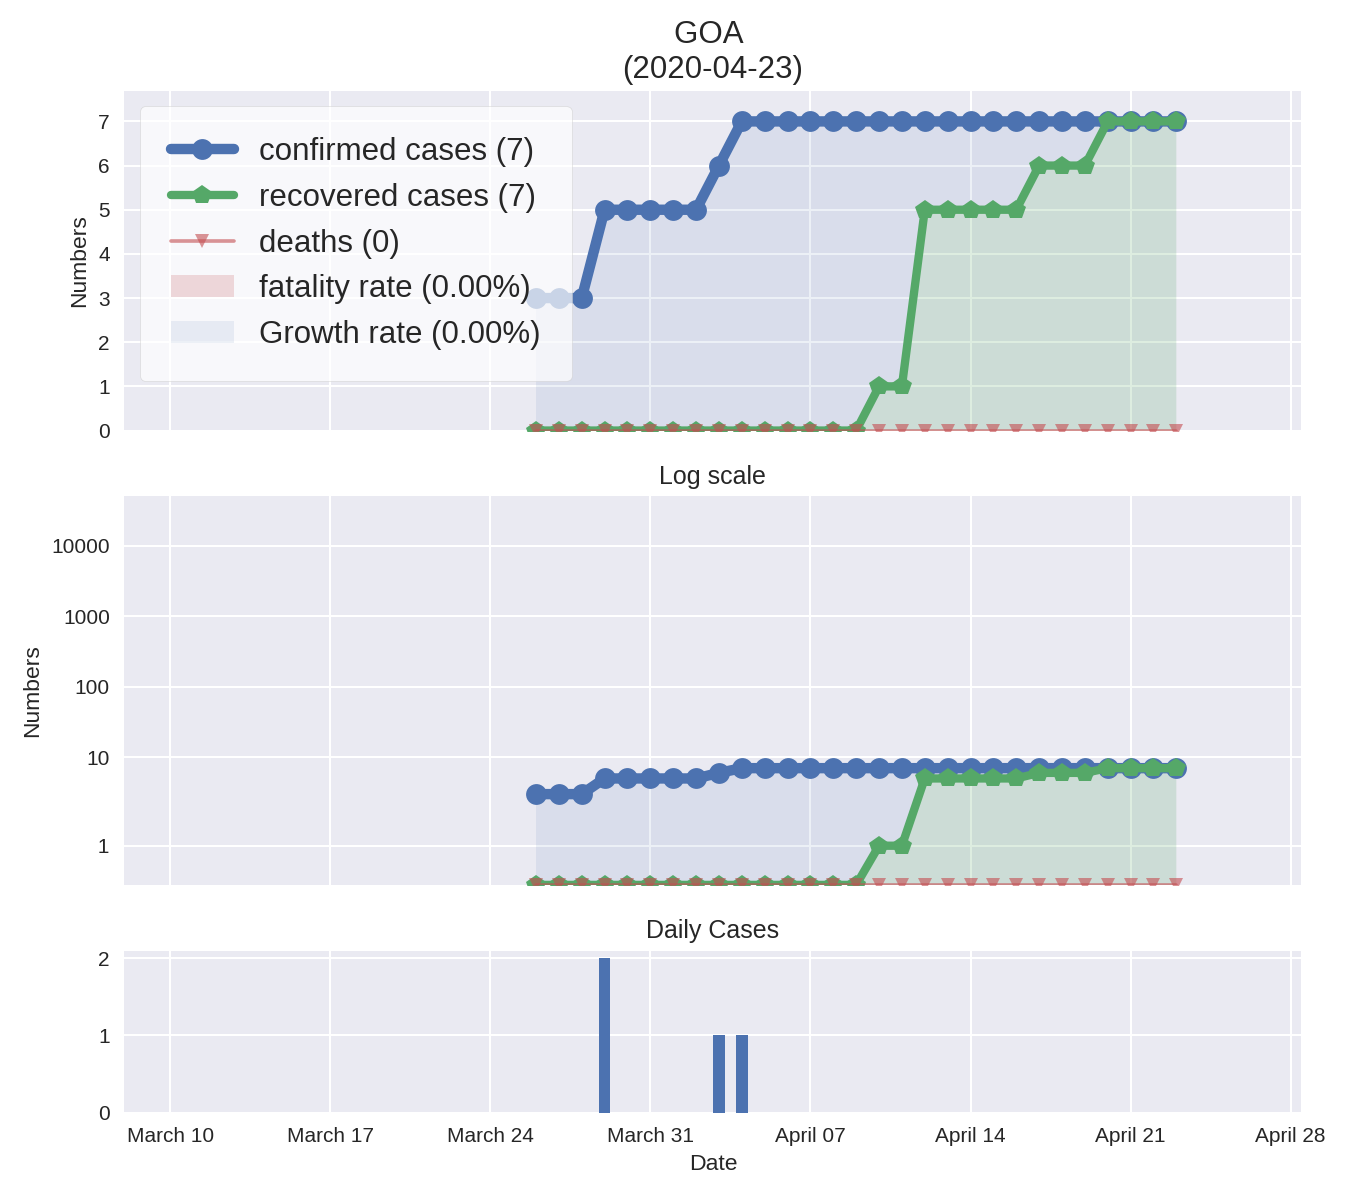 GOA
(2020-04-23)
7
6
5
4
3
2
1
0
Numbers
confirmed cases (7)
recovered cases (7)
deaths (0)
fatality rate (0.00%)
Growth rate (0.00%)
Log scale
10000
1000
100
10
1
Numbers
Daily Cases
2
1
0
March 10 March 17 March 24 March 31 April 07 April 14 April 21 April 28
Date